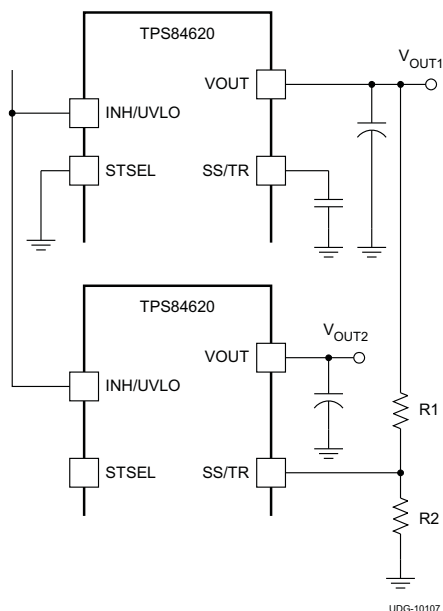 TPS84620
VOUT
VOUT1
INH/UVLO
STSEL
SS/TR
TPS84620
VOUT
VOUT2
INH/UVLO
R1
STSEL
SS/TR
R2
UDG-10107